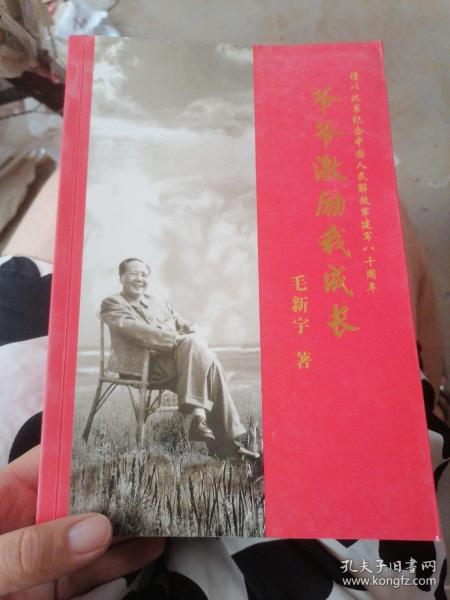 谨以此书纪念中国人民解放军建军八十周年
爷爷激励我成长
毛新宇 著
孔夫子旧书网
www.kongfz.com